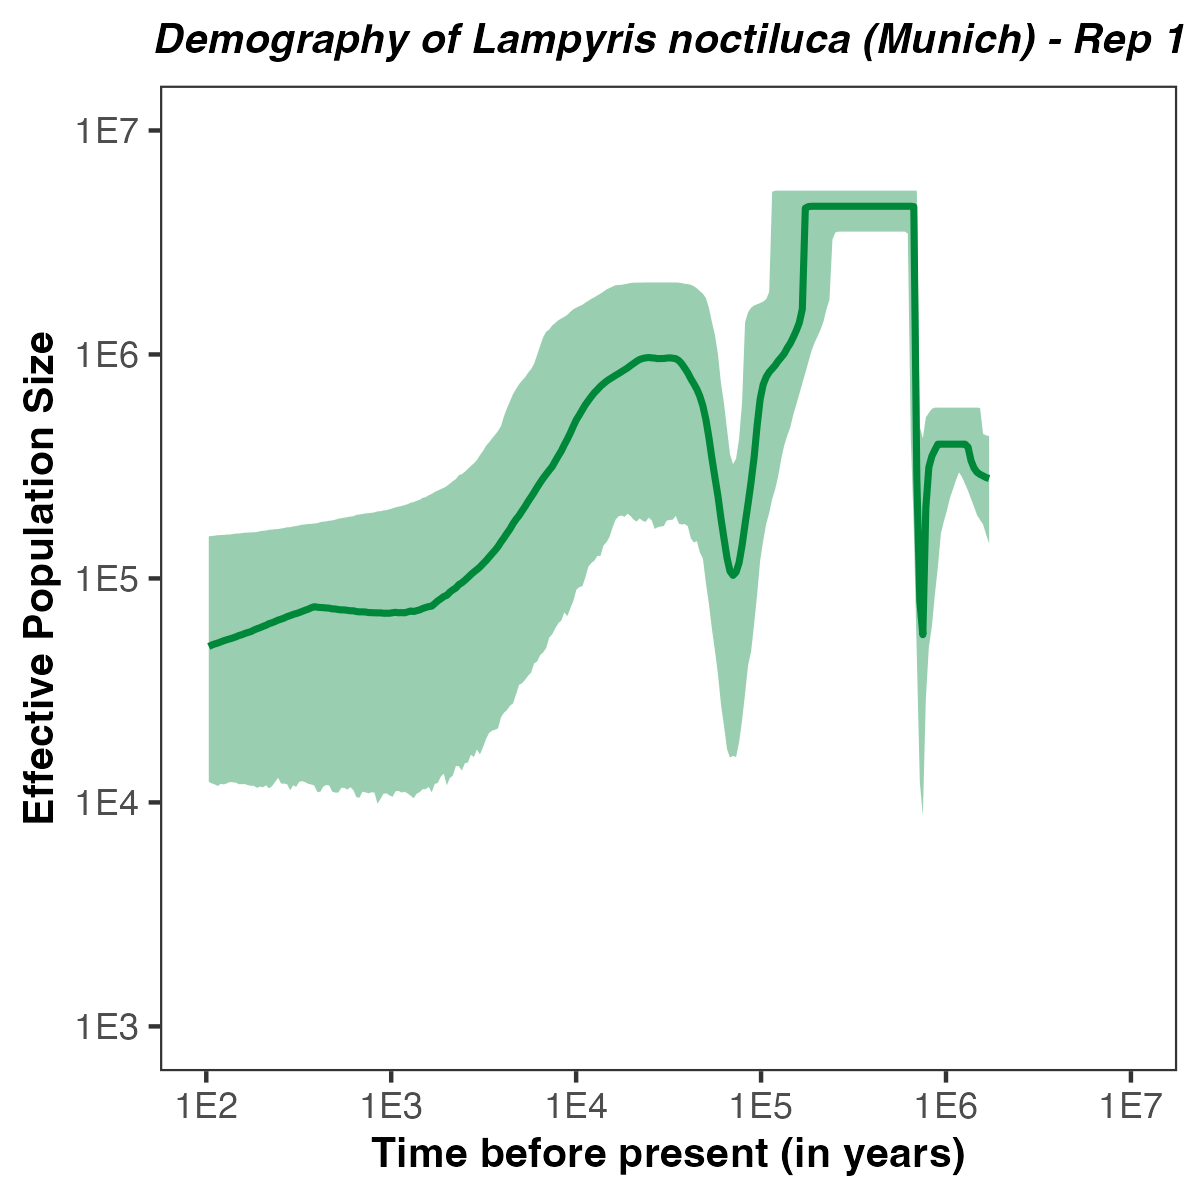 Demography of Lampyris noctiluca (Munich) - Rep 1
Effective Population Size
1E7
1E6
1E5
1E4
1E3
1E2 1E3 1E4 1E5 1E6 1E7
Time before present (in years)